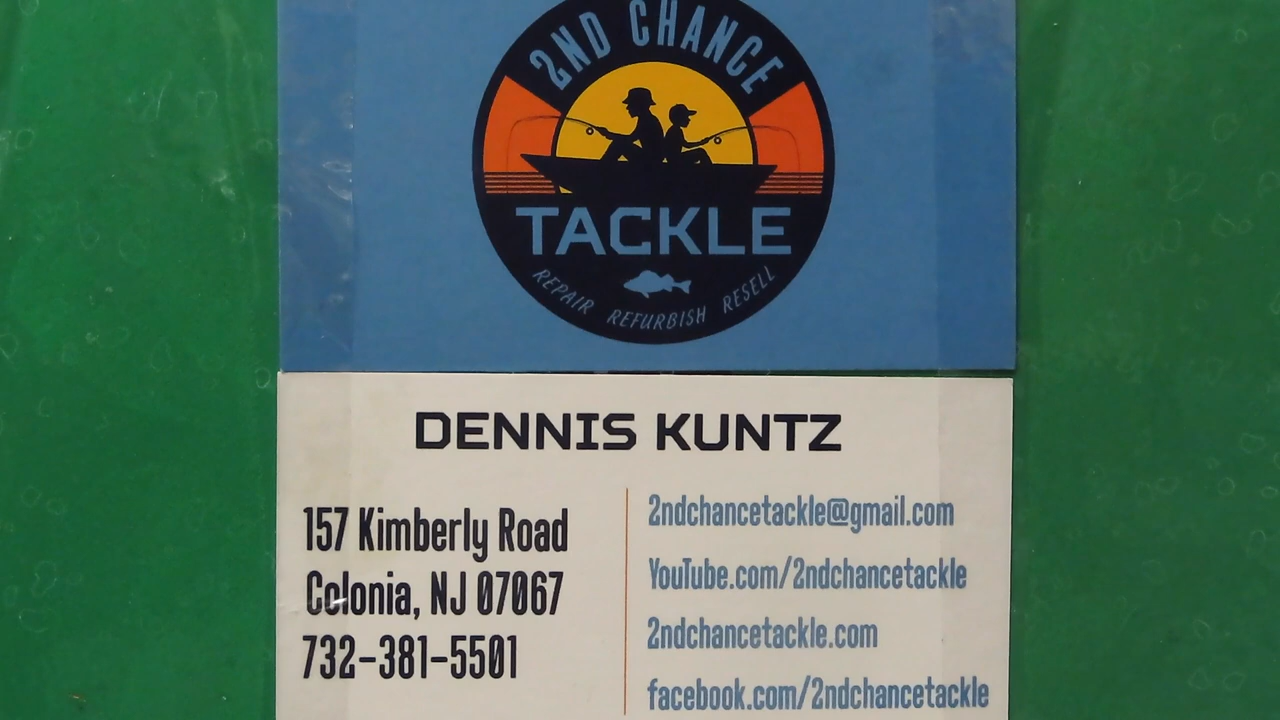 2ND CHANCE
TACKLE
REPAIR REFURBISH RESELL
DENNIS KUNTZ
157 Kimberly Road
Colonia, NJ 07067
732-381-5501
2ndchancetackle@gmail.com
YouTube.com/2ndchancetackle
2ndchancetackle.com
facebook.com/2ndchancetackle